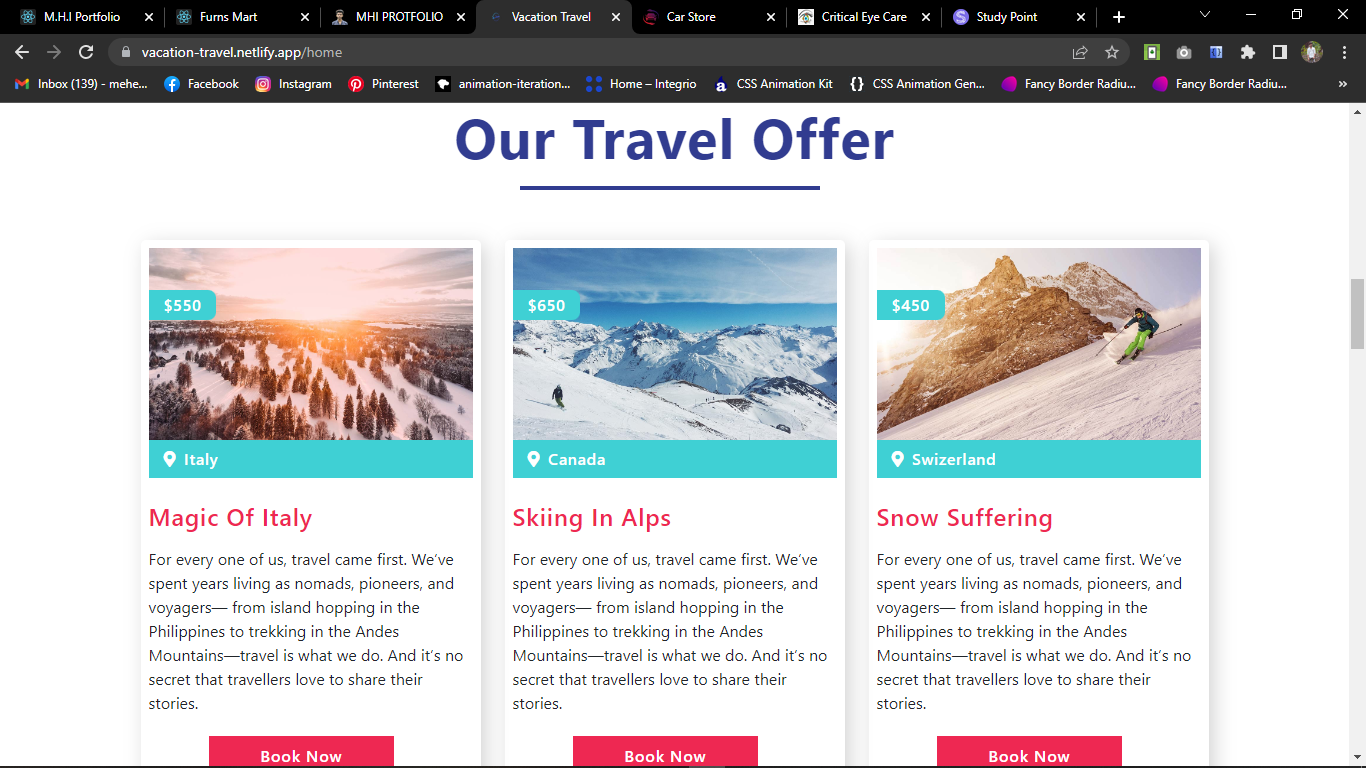 M.H.I Portfolio
Furns Mart
MHI PROTFOLIO
Vacation Travel
Car Store
Critical Eye Care
Study Point
vacation-travel.netlify.app/home
Inbox (139) - mehe...
Facebook
Instagram
Pinterest
animation-iteration...
Home – Integrio
CSS Animation Kit
CSS Animation Gen...
Fancy Border Radiu...
Fancy Border Radiu...
Our Travel Offer
$550
Italy
Magic Of Italy
For every one of us, travel came first. We’ve
spent years living as nomads, pioneers, and
voyagers— from island hopping in the
Philippines to trekking in the Andes
Mountains—travel is what we do. And it’s no
secret that travellers love to share their
stories.
Book Now
$650
Canada
Skiing In Alps
For every one of us, travel came first. We’ve
spent years living as nomads, pioneers, and
voyagers— from island hopping in the
Philippines to trekking in the Andes
Mountains—travel is what we do. And it’s no
secret that travellers love to share their
stories.
Book Now
$450
Swizerland
Snow Suffering
For every one of us, travel came first. We’ve
spent years living as nomads, pioneers, and
voyagers— from island hopping in the
Philippines to trekking in the Andes
Mountains—travel is what we do. And it’s no
secret that travellers love to share their
stories.
Book Now